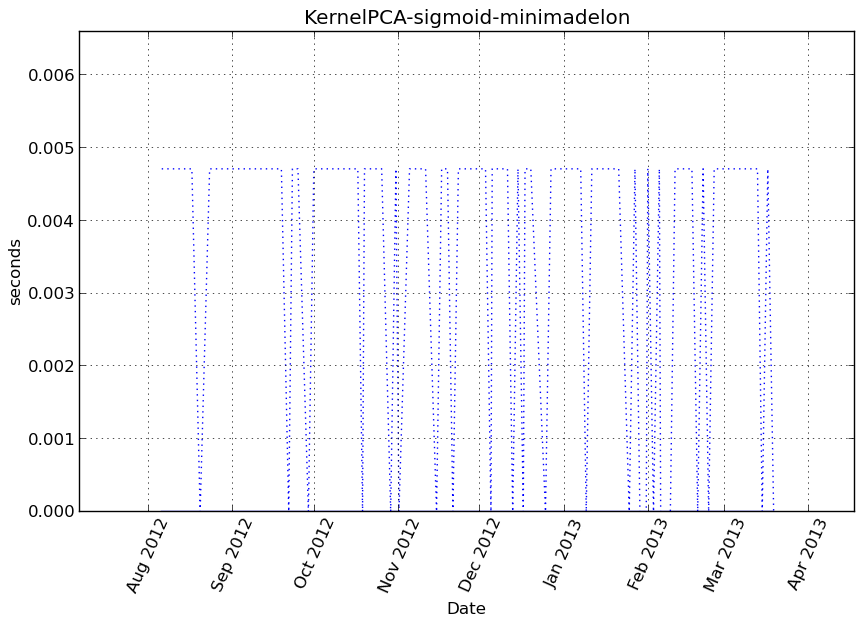 KernelPCA-sigmoid-minimadelon
0.006
0.005
0.004
0.003
0.002
0.001
0.000
seconds
Aug 2012
Sep 2012
Oct 2012
Nov 2012
Dec 2012
Jan 2013
Feb 2013
Mar 2013
Apr 2013
Date